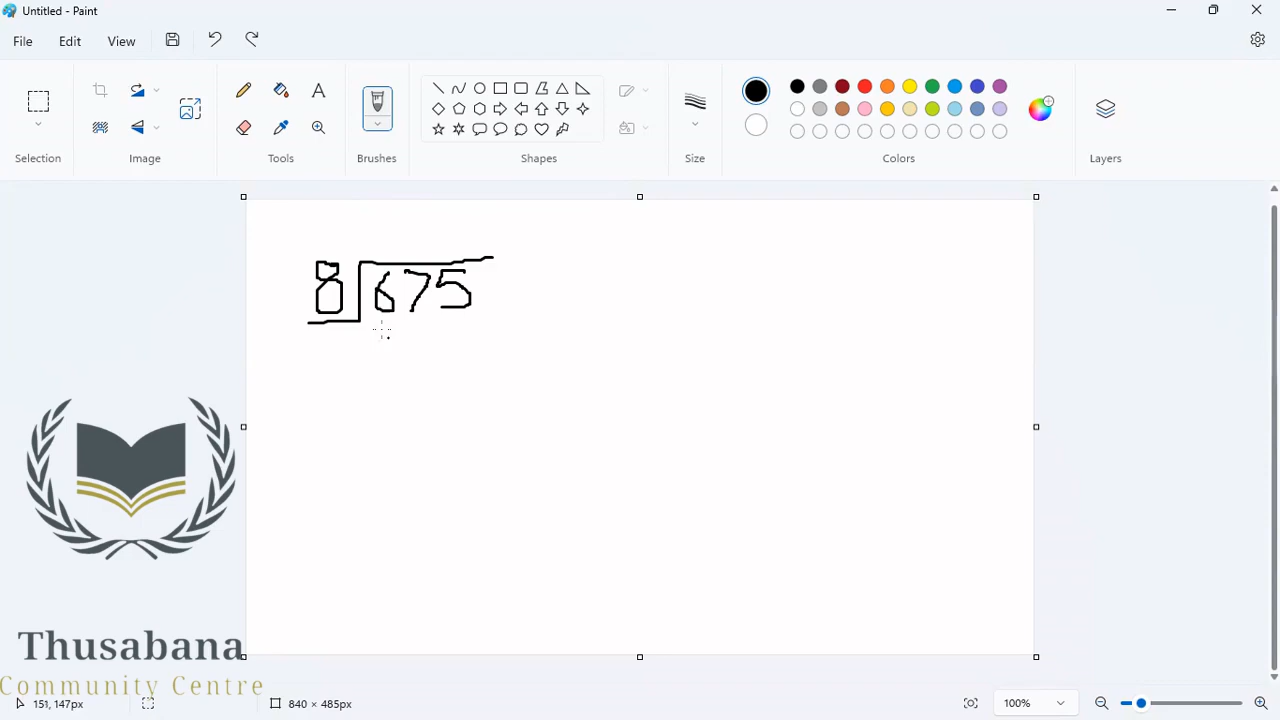 Untitled - Paint
File Edit View
Selection Image Tools Brushes Shapes Size Colors Layers
8 675
Thusabana
Community Centre
151, 147px 840 × 485px 100%